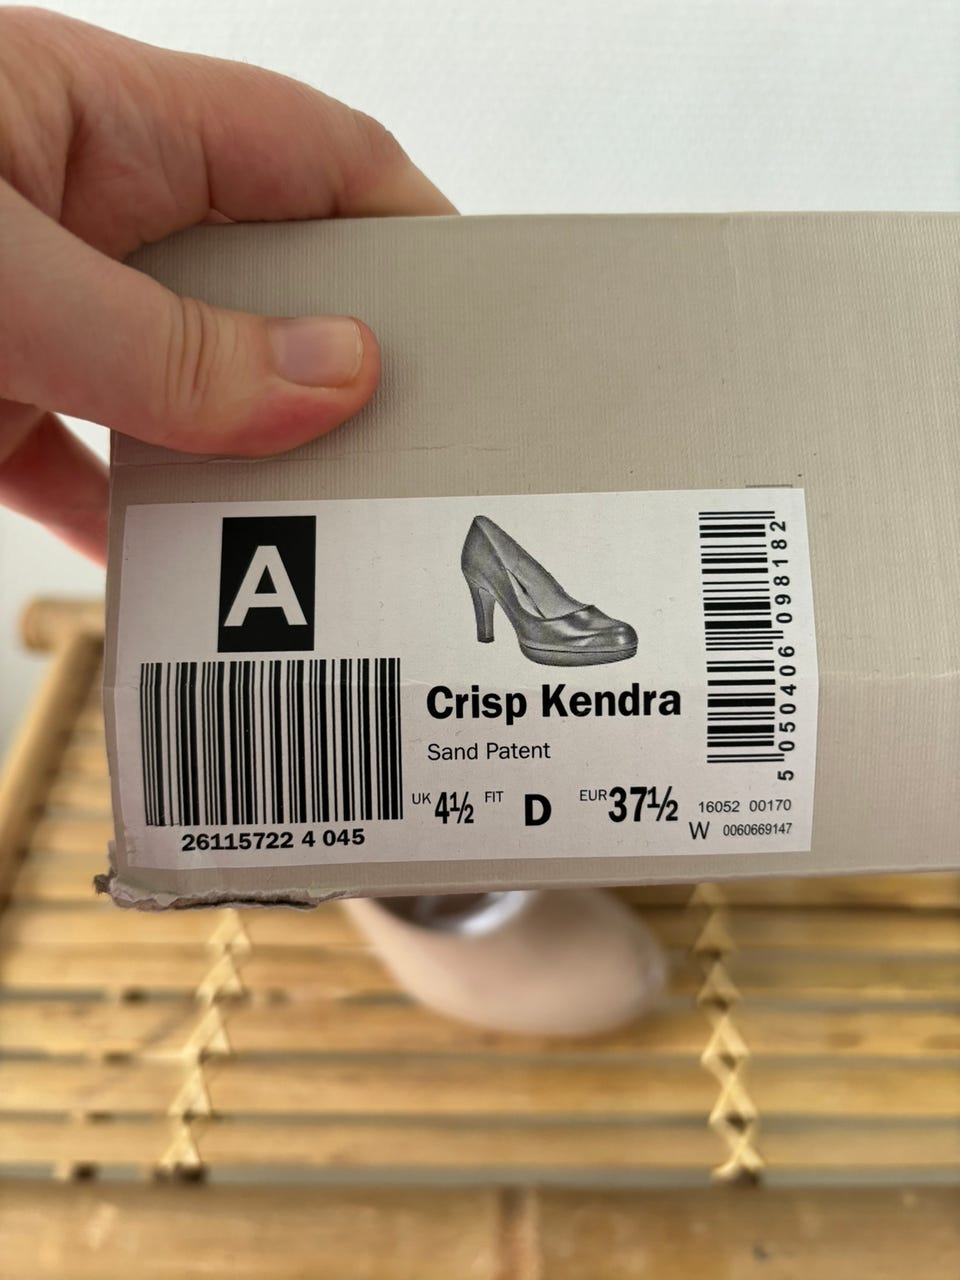 A
26115722 4 045
Crisp Kendra
Sand Patent
UK 4½ FIT D EUR 37½
5 050406 098182
16052 00170
W 0060669147